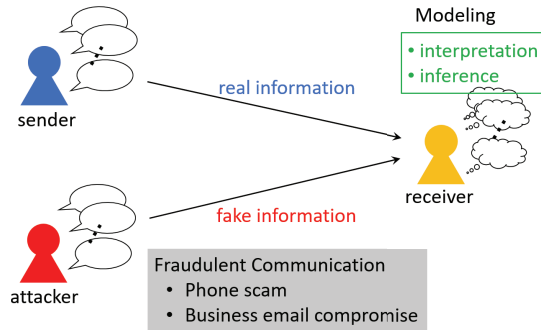 Modeling
• interpretation
• inference
real information
sender
receiver
fake information
attacker
Fraudulent Communication
• Phone scam
• Business email compromise